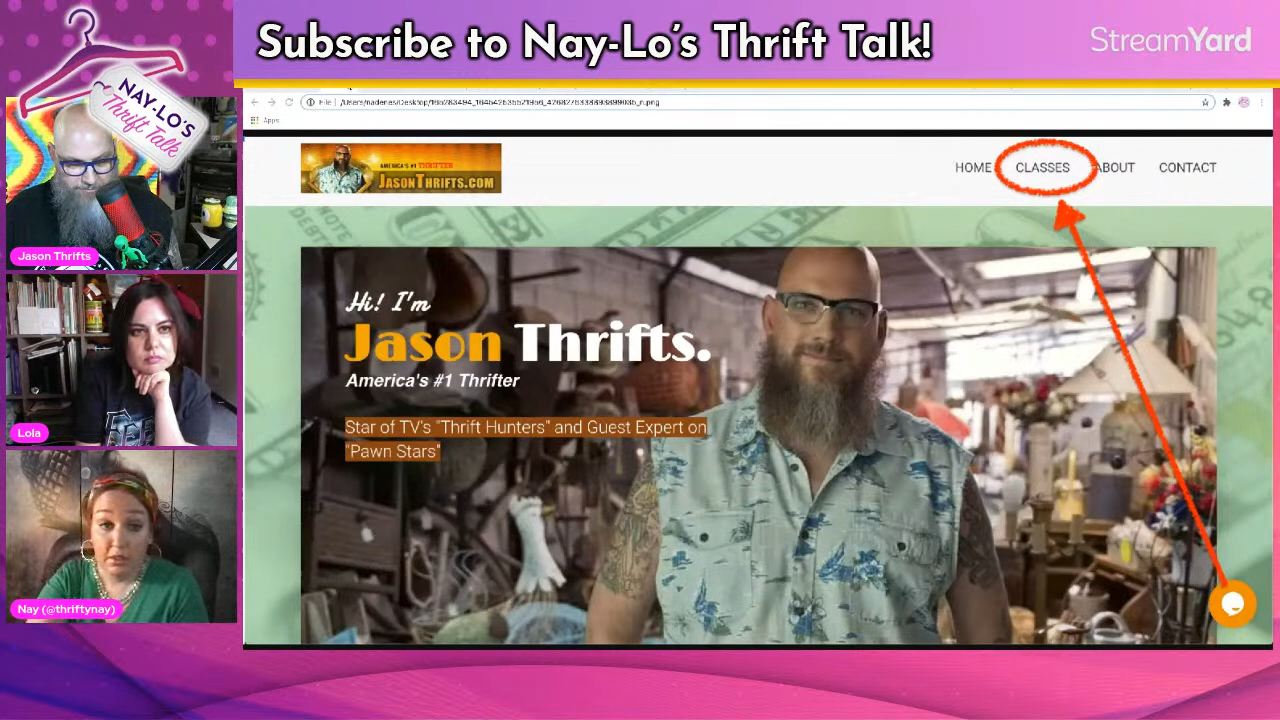 Subscribe to Nay-Lo's Thrift Talk!
StreamYard
NAY-LO'S
Thrift Talk
Apps
AMERICA'S #1 THRIFTER
JASONTHRIFTS.COM
HOME CLASSES ABOUT CONTACT
Hi! I'm
Jason Thrifts.
America's #1 Thrifter
Star of TV's "Thrift Hunters" and Guest Expert on
"Pawn Stars"
Jason Thrifts
Lola
Nay (@thriftynay)